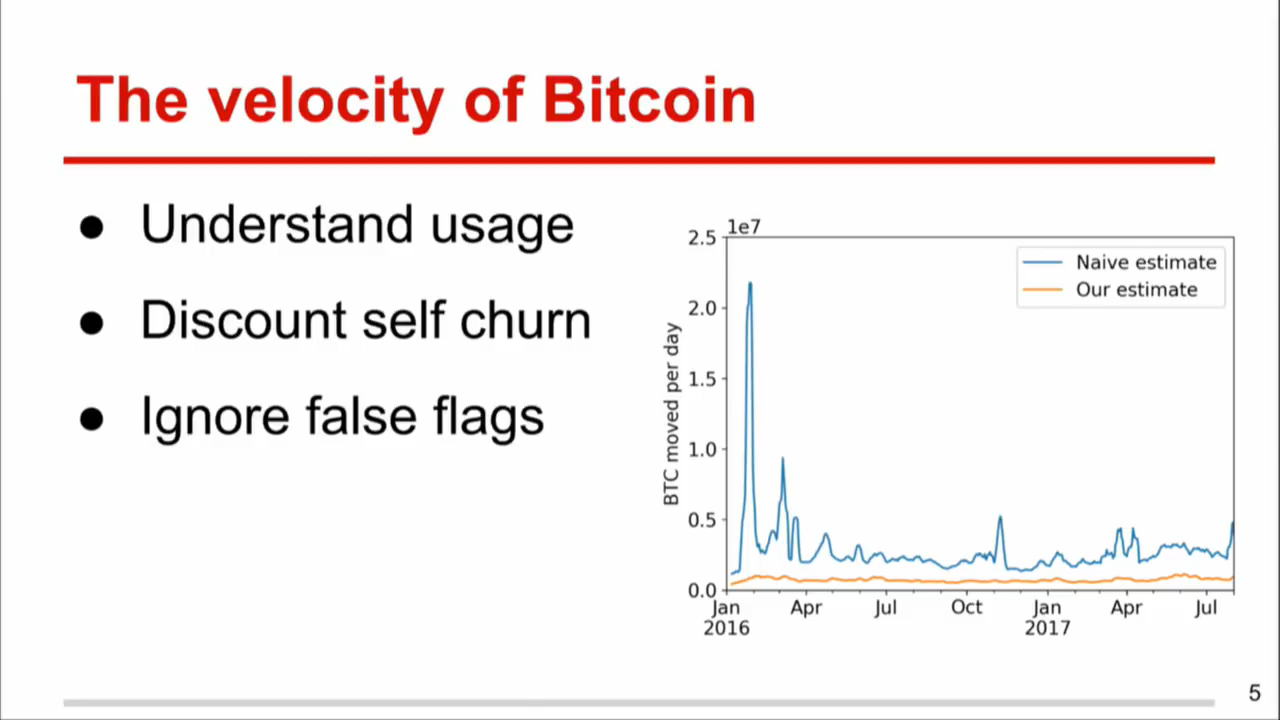 The velocity of Bitcoin
● Understand usage
● Discount self churn
● Ignore false flags
1e7
2.5
2.0
1.5
1.0
0.5
0.0
BTC moved per day
Naive estimate
Our estimate
Jan Apr Jul Oct Jan Apr Jul
2016 2017
5